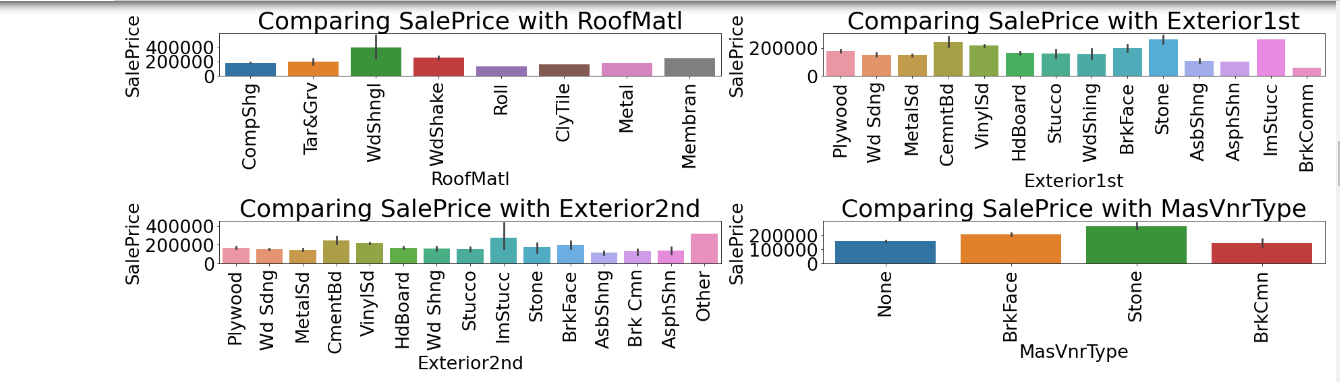 Comparing SalePrice with RoofMatl
SalePrice
400000
200000
0
CompShg
Tar&Grv
WdShngl
WdShake
Roll
ClyTile
Metal
Membran
RoofMatl
Comparing SalePrice with Exterior1st
SalePrice
200000
0
Plywood
Wd Sdng
MetalSd
CemntBd
VinylSd
HdBoard
Stucco
WdShing
BrkFace
Stone
AsbShng
AsphShn
ImStucc
BrkComm
Exterior1st
Comparing SalePrice with Exterior2nd
SalePrice
400000
200000
0
Plywood
Wd Sdng
MetalSd
CmentBd
VinylSd
HdBoard
Wd Shng
Stucco
ImStucc
Stone
BrkFace
AsbShng
Brk Cmn
AsphShn
Other
Exterior2nd
Comparing SalePrice with MasVnrType
SalePrice
200000
100000
0
None
BrkFace
Stone
BrkCmn
MasVnrType